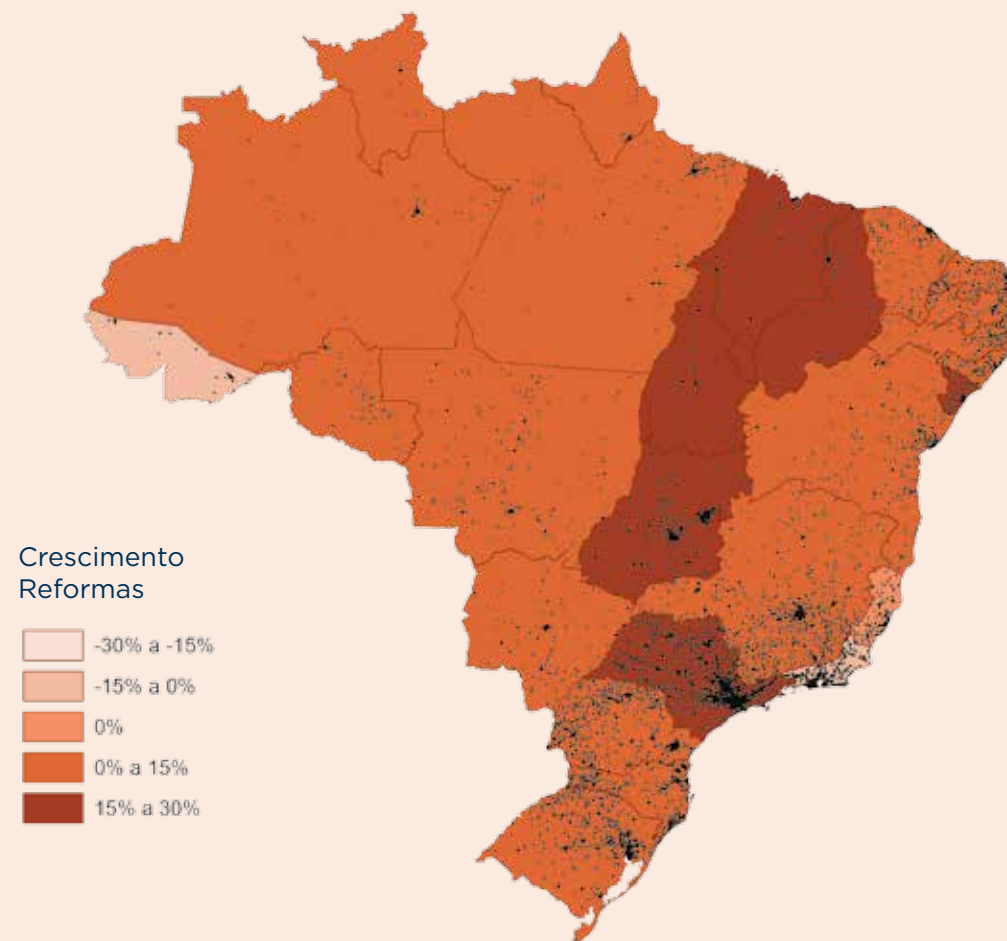 Crescimento
Reformas
-30% a -15%
-15% a 0%
0%
0% a 15%
15% a 30%